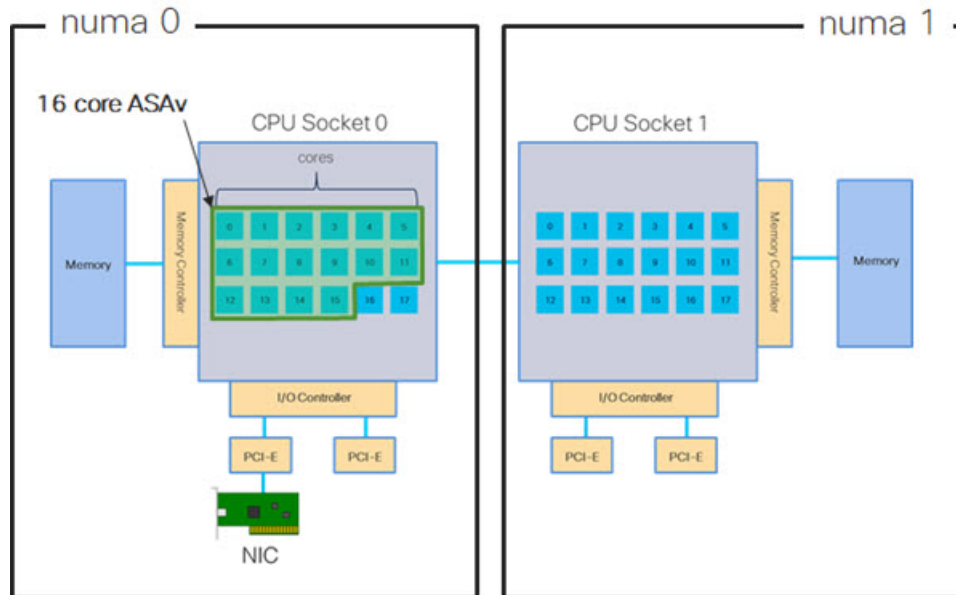 numa 0
numa 1
16 core ASAv
CPU Socket 0
CPU Socket 1
cores
0 1 2 3 4 5
6 7 8 9 10 11
12 13 14 15 16 17
0 1 2 3 4 5
6 7 8 9 10 11
12 13 14 15 16 17
Memory
Memory Controller
Memory Controller
Memory
I/O Controller
I/O Controller
PCI-E
PCI-E
PCI-E
PCI-E
NIC